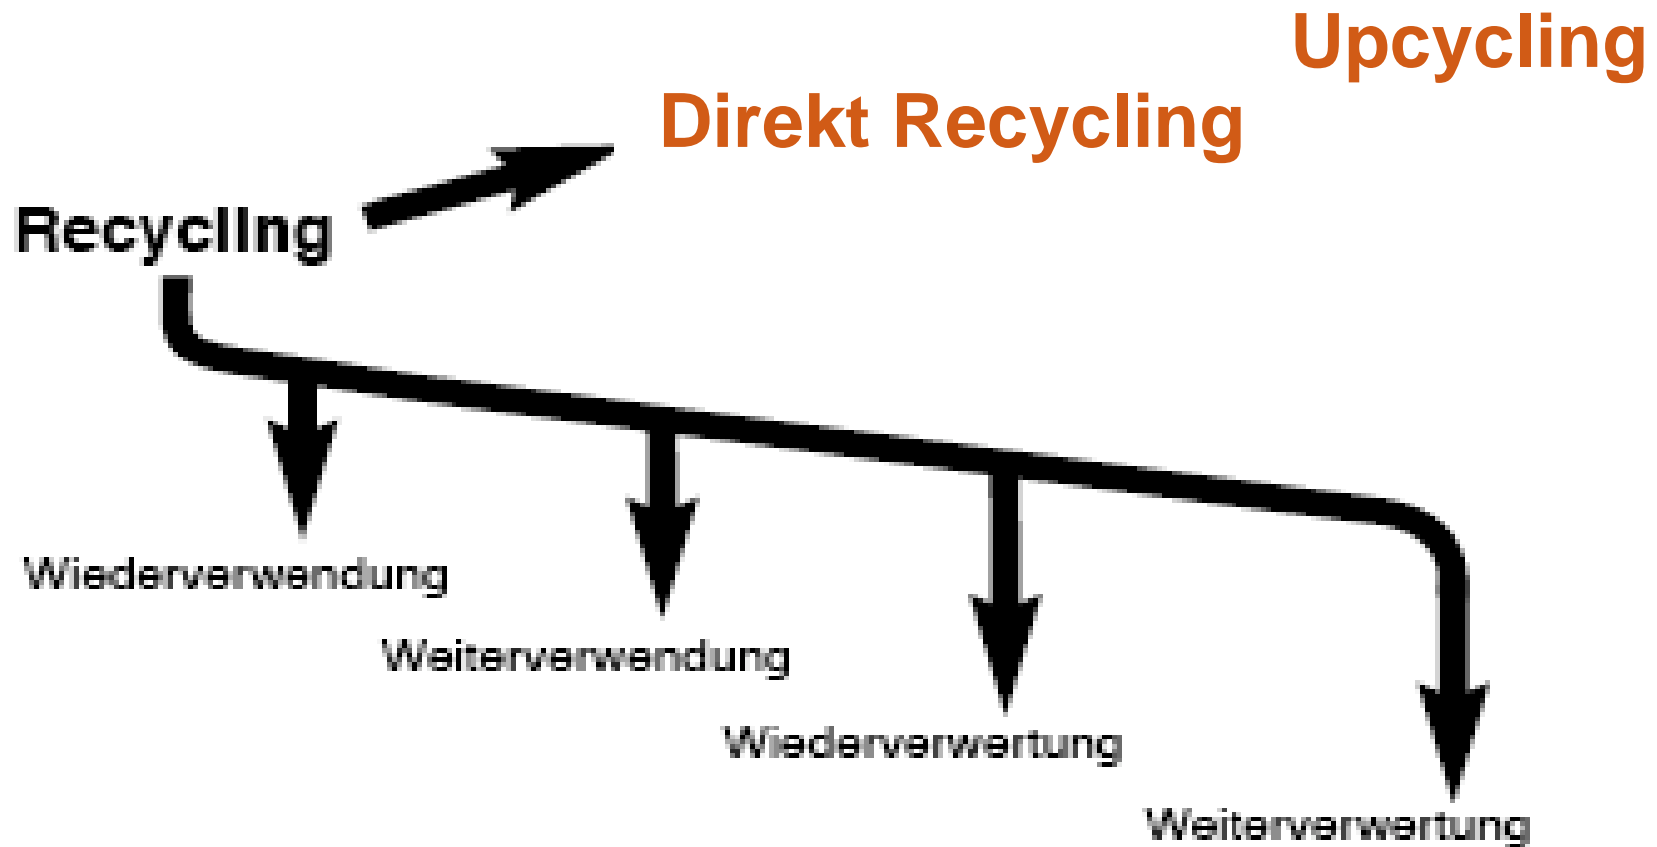 Upcycling
Direkt Recycling
Recycling
Wiederverwendung
Weiterverwendung
Wiederverwertung
Weiterverwertung